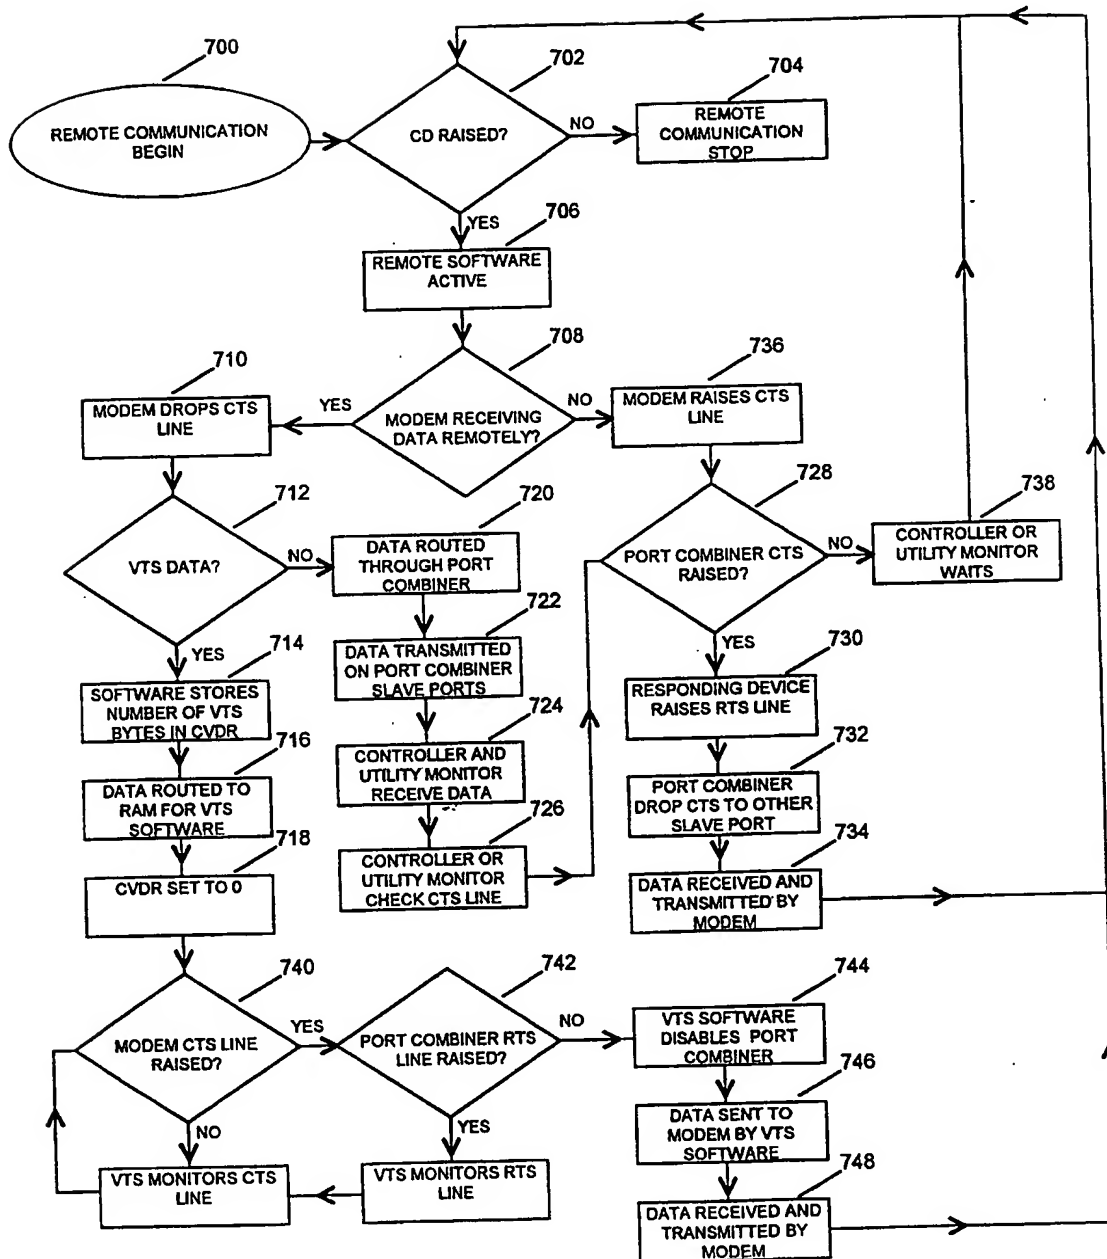 700
702
704
REMOTE COMMUNICATION
BEGIN
CD RAISED?
NO
REMOTE
COMMUNICATION
STOP
YES
706
REMOTE SOFTWARE
ACTIVE
708
710
736
MODEM DROPS CTS
LINE
YES
MODEM RECEIVING
DATA REMOTELY?
NO
MODEM RAISES CTS
LINE
712
VTS DATA?
NO
720
DATA ROUTED
THROUGH PORT
COMBINER
728
PORT COMBINER CTS
RAISED?
NO
738
CONTROLLER OR
UTILITY MONITOR
WAITS
722
DATA TRANSMITTED
ON PORT COMBINER
SLAVE PORTS
YES
714
SOFTWARE STORES
NUMBER OF VTS
BYTES IN CVDR
YES
730
RESPONDING DEVICE
RAISES RTS LINE
724
CONTROLLER AND
UTILITY MONITOR
RECEIVE DATA
716
DATA ROUTED TO
RAM FOR VTS
SOFTWARE
732
PORT COMBINER
DROP CTS TO OTHER
SLAVE PORT
726
CONTROLLER OR
UTILITY MONITOR
CHECK CTS LINE
718
CVDR SET TO 0
734
DATA RECEIVED AND
TRANSMITTED BY
MODEM
740
MODEM CTS LINE
RAISED?
YES
742
PORT COMBINER RTS
LINE RAISED?
NO
744
VTS SOFTWARE
DISABLES PORT
COMBINER
746
DATA SENT TO
MODEM BY VTS
SOFTWARE
NO
YES
VTS MONITORS CTS
LINE
VTS MONITORS RTS
LINE
748
DATA RECEIVED AND
TRANSMITTED BY
MODEM